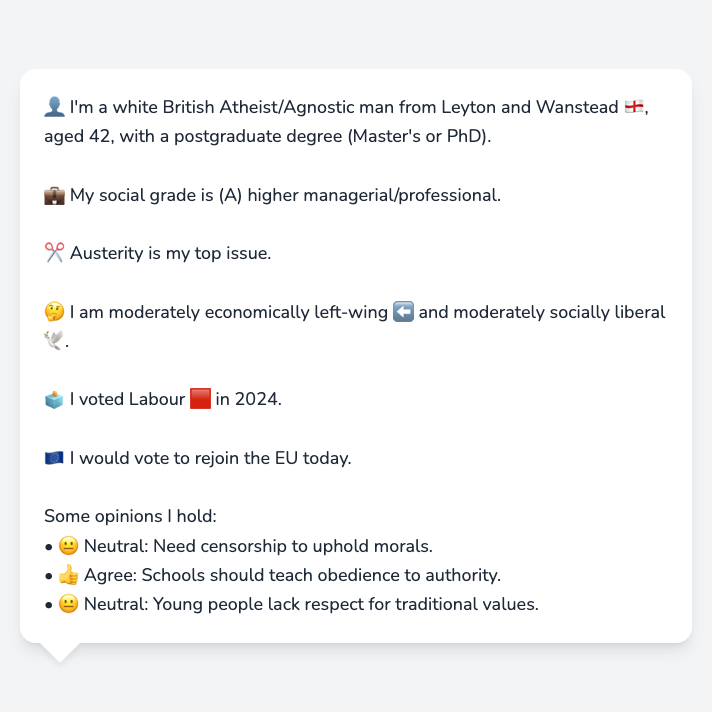 👤 I'm a white British Atheist/Agnostic man from Leyton and Wanstead 🏴󠁧󠁢󠁥󠁮󠁧󠁿,
aged 42, with a postgraduate degree (Master's or PhD).
💼 My social grade is (A) higher managerial/professional.
✂️ Austerity is my top issue.
🤔 I am moderately economically left-wing ⬅️ and moderately socially liberal
🕊️.
🗳️ I voted Labour 🟥 in 2024.
🇪🇺 I would vote to rejoin the EU today.
Some opinions I hold:
• 😐 Neutral: Need censorship to uphold morals.
• 👍 Agree: Schools should teach obedience to authority.
• 😐 Neutral: Young people lack respect for traditional values.